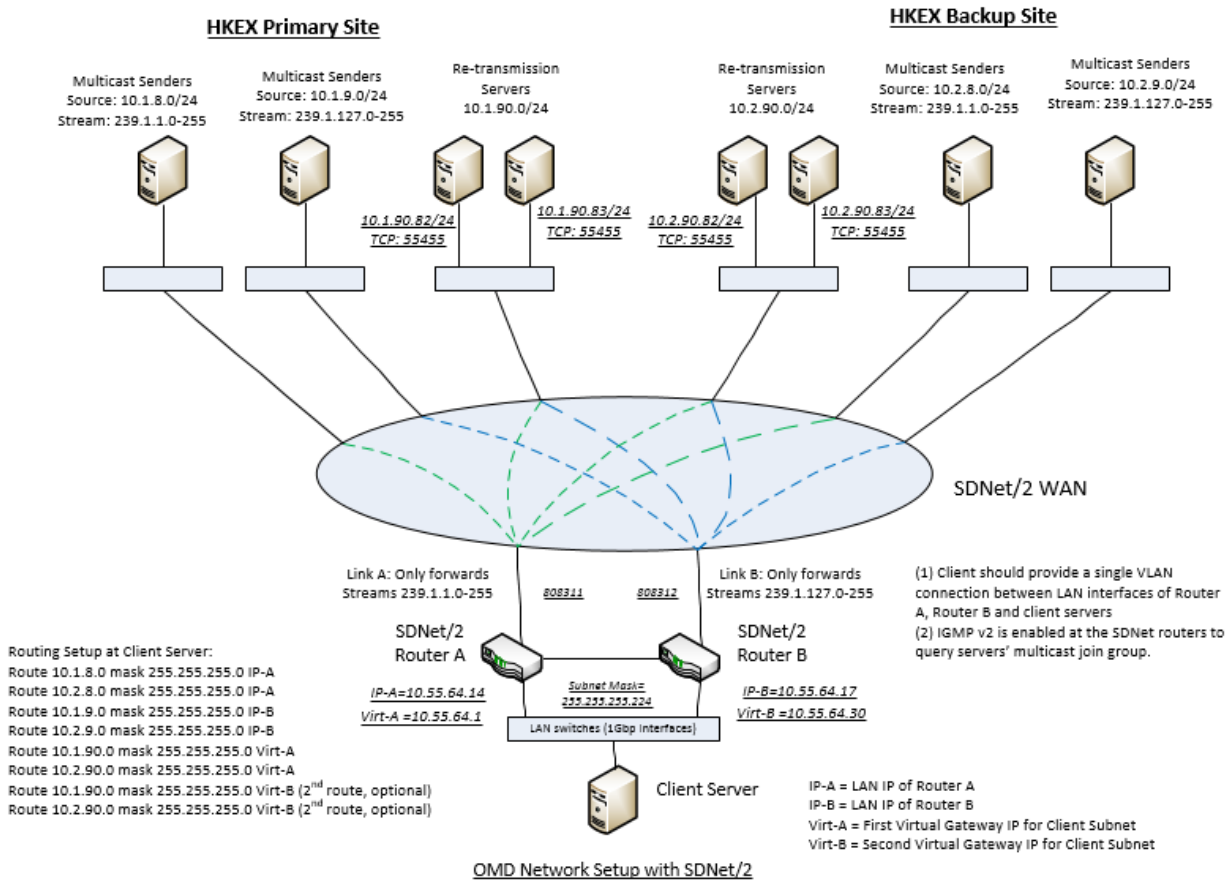 HKEX Primary Site
HKEX Backup Site
Multicast Senders
Source: 10.1.8.0/24
Stream: 239.1.1.0-255
Multicast Senders
Source: 10.1.9.0/24
Stream: 239.1.127.0-255
Re-transmission
Servers
10.1.90.0/24
Re-transmission
Servers
10.2.90.0/24
Multicast Senders
Source: 10.2.8.0/24
Stream: 239.1.1.0-255
Multicast Senders
Source: 10.2.9.0/24
Stream: 239.1.127.0-255
10.1.90.82/24
TCP: 55455
10.1.90.83/24
TCP: 55455
10.2.90.82/24
TCP: 55455
10.2.90.83/24
TCP: 55455
SDNet/2 WAN
Link A: Only forwards
Streams 239.1.1.0-255
808311
808312
Link B: Only forwards
Streams 239.1.127.0-255
(1) Client should provide a single VLAN
connection between LAN interfaces of Router
A, Router B and client servers
(2) IGMP v2 is enabled at the SDNet routers to
query servers' multicast join group.
SDNet/2
Router A
SDNet/2
Router B
Routing Setup at Client Server:
Route 10.1.8.0 mask 255.255.255.0 IP-A
Route 10.2.8.0 mask 255.255.255.0 IP-A
Route 10.1.9.0 mask 255.255.255.0 IP-B
Route 10.2.9.0 mask 255.255.255.0 IP-B
Route 10.1.90.0 mask 255.255.255.0 Virt-A
Route 10.2.90.0 mask 255.255.255.0 Virt-A
Route 10.1.90.0 mask 255.255.255.0 Virt-B (2nd route, optional)
Route 10.2.90.0 mask 255.255.255.0 Virt-B (2nd route, optional)
IP-A=10.55.64.14
Virt-A =10.55.64.1
Subnet Mask=
255.255.255.224
IP-B=10.55.64.17
Virt-B =10.55.64.30
LAN switches (1Gbp Interfaces)
Client Server
IP-A = LAN IP of Router A
IP-B = LAN IP of Router B
Virt-A = First Virtual Gateway IP for Client Subnet
Virt-B = Second Virtual Gateway IP for Client Subnet
OMD Network Setup with SDNet/2